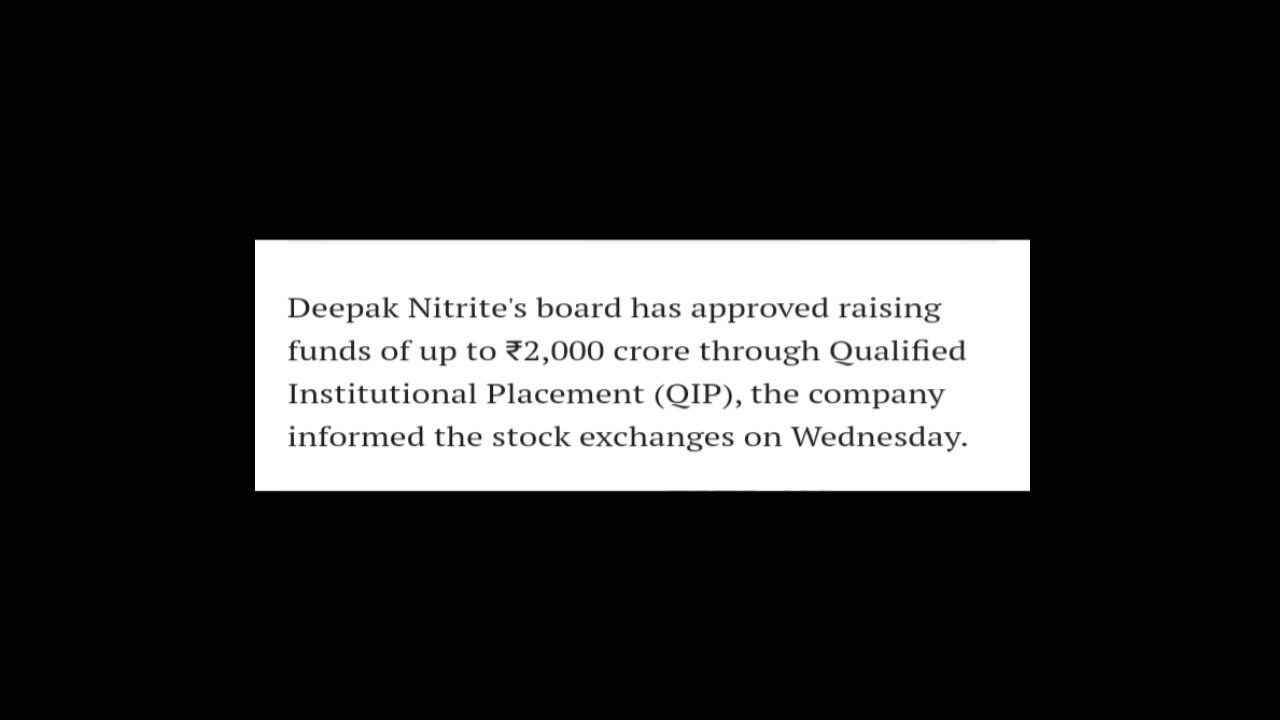 Deepak Nitrite's board has approved raising
funds of up to ₹2,000 crore through Qualified
Institutional Placement (QIP), the company
informed the stock exchanges on Wednesday.